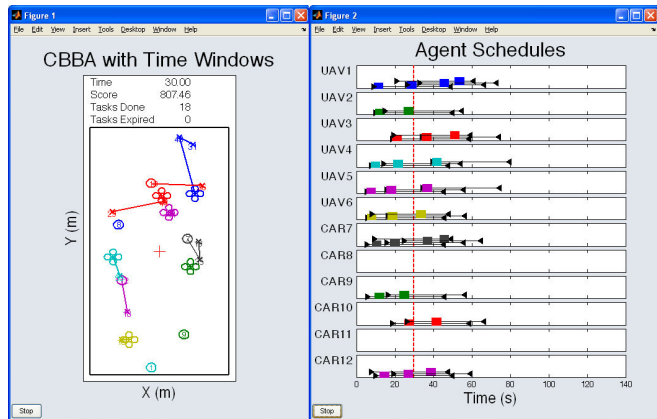 Figure 1
File Edit View Insert Tools Desktop Window Help
CBBA with Time Windows
Time 30.00
Score 807.46
Tasks Done 18
Tasks Expired 0
Y (m)
X (m)
8
9
1
Stop
Figure 2
File Edit View Insert Tools Desktop Window Help
Agent Schedules
UAV1
UAV2
UAV3
UAV4
UAV5
UAV6
CAR7
CAR8
CAR9
CAR10
CAR11
CAR12
0 20 40 60 80 100 120 140
Time (s)
Stop